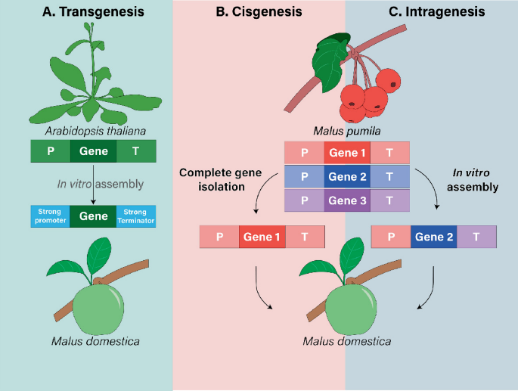 A. Transgenesis
Arabidopsis thaliana
P Gene T
In vitro assembly
Strong promoter Gene Strong Terminator
Malus domestica
B. Cisgenesis
C. Intragenesis
Malus pumila
P Gene 1 T
P Gene 2 T
P Gene 3 T
Complete gene
isolation
In vitro
assembly
P Gene 1 T
P Gene 2 T
Malus domestica